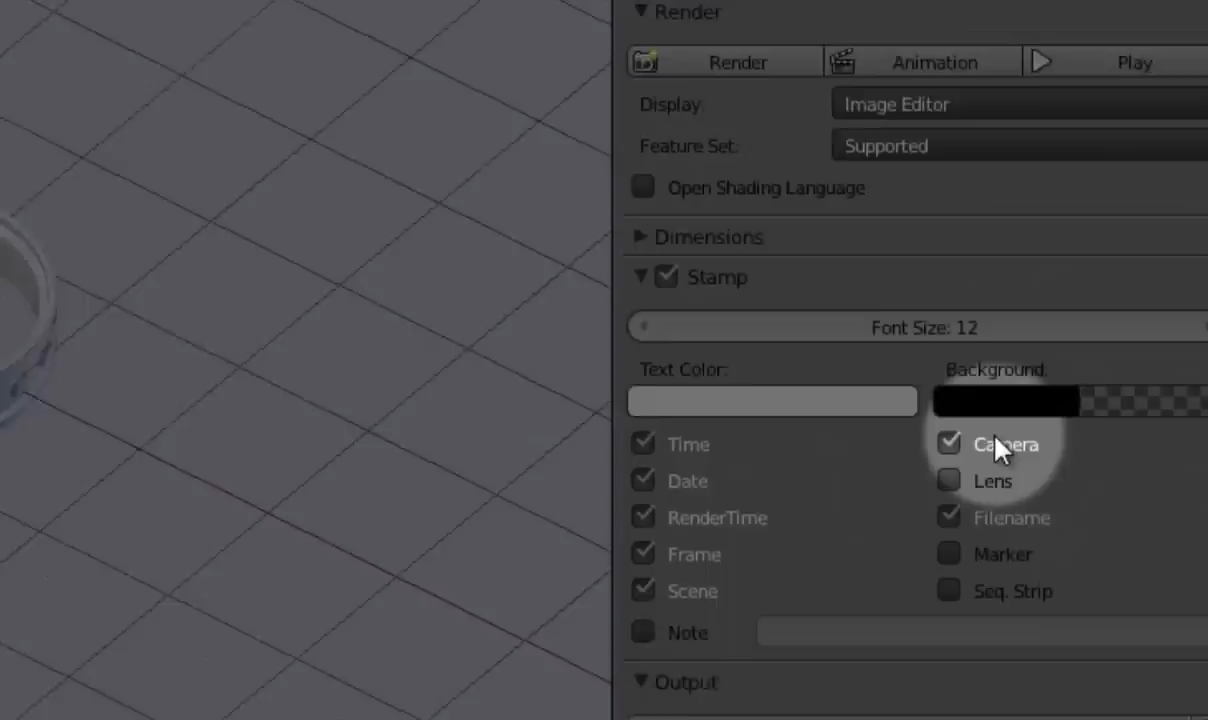 Render
Render Animation Play
Display: Image Editor
Feature Set: Supported
Open Shading Language
Dimensions
Stamp
Font Size: 12
Text Color: Background:
Time Camera
Date Lens
RenderTime Filename
Frame Marker
Scene Seq. Strip
Note
Output